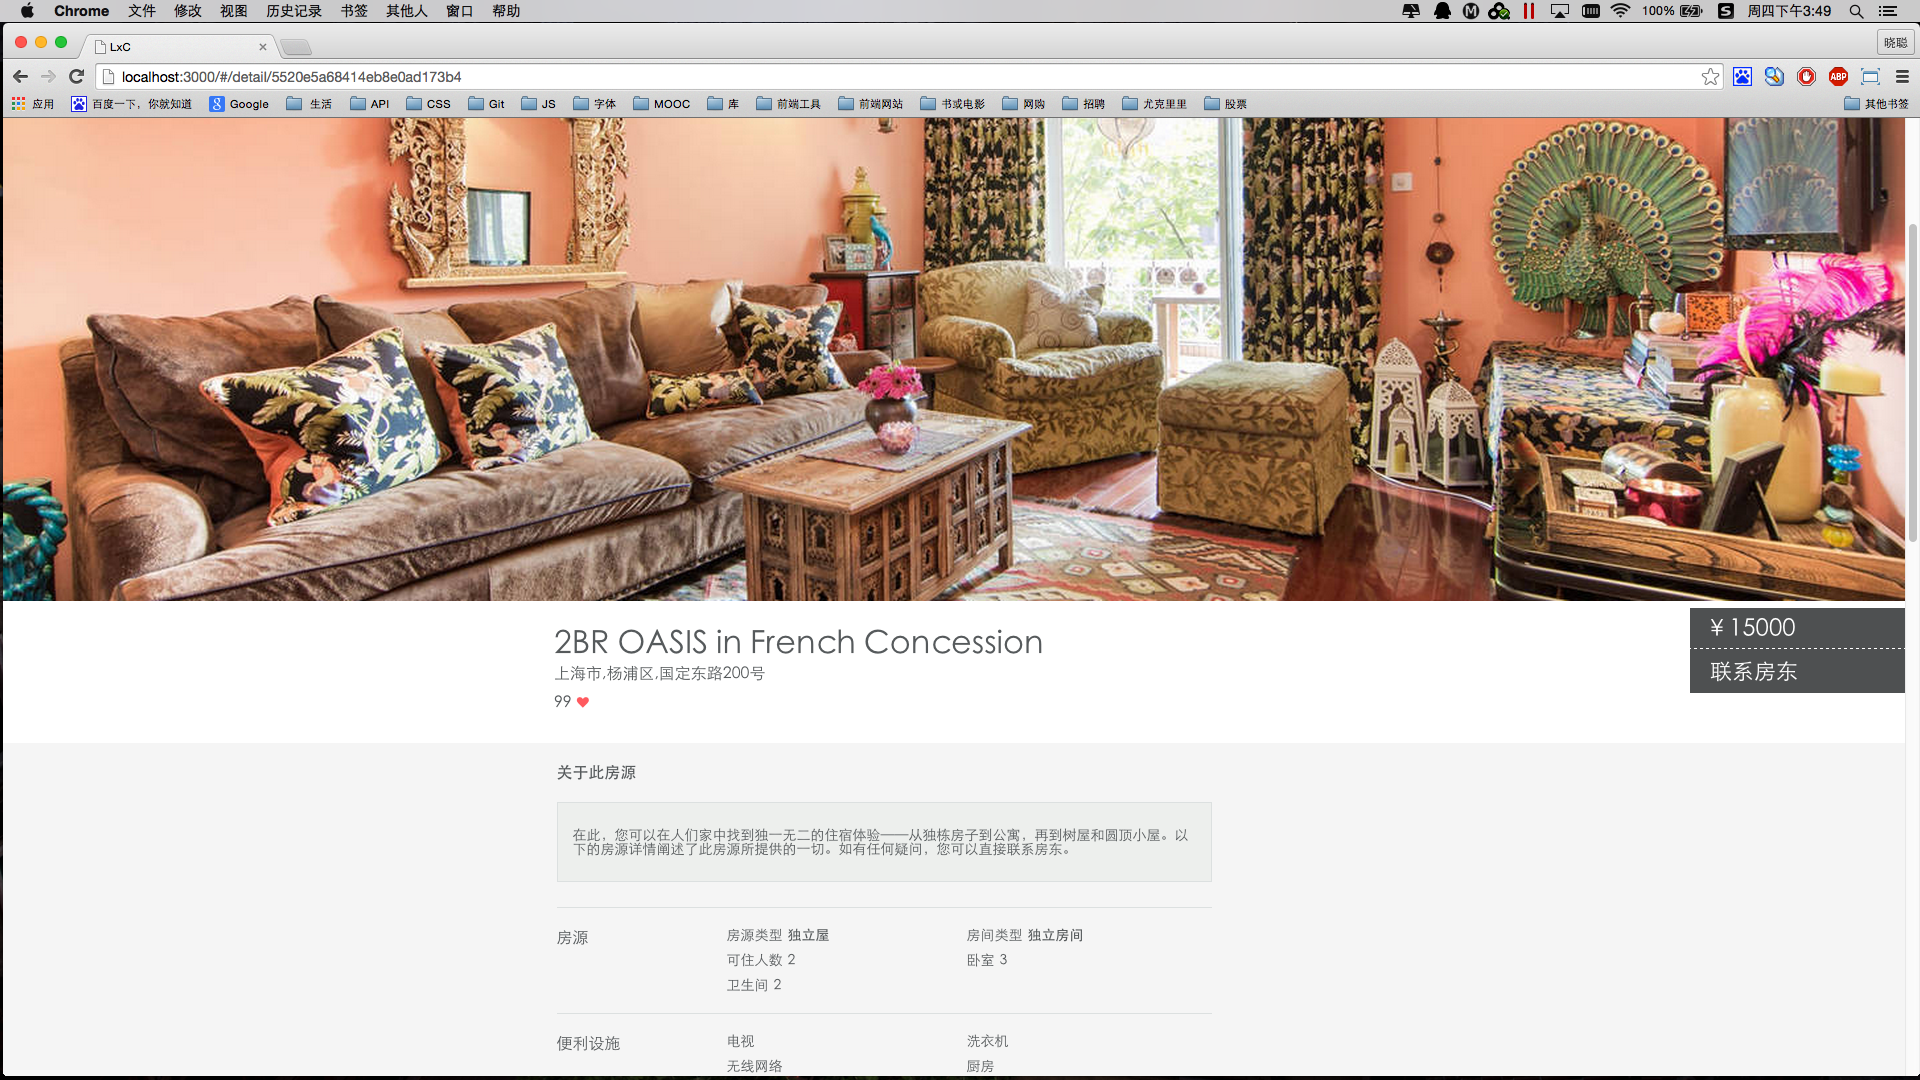 Chrome 文件 修改 视图 历史记录 书签 其他人 窗口 帮助 100% 周四下午3:49
LxC 晓聪
localhost:3000/#/detail/5520e5a68414eb8e0ad173b4 ABP
应用 百度一下，你就知道 Google 生活 API CSS Git JS 字体 MOOC 库 前端工具 前端网站 书或电影 网购 招聘 尤克里里 股票 其他书签
2BR OASIS in French Concession
上海市,杨浦区,国定东路200号
99
¥ 15000
联系房东
关于此房源
在此，您可以在人们家中找到独一无二的住宿体验——从独栋房子到公寓，再到树屋和圆顶小屋。以
下的房源详情阐述了此房源所提供的一切。如有任何疑问，您可以直接联系房东。
房源 房源类型 独立屋 房间类型 独立房间
可住人数 2 卧室 3
卫生间 2
便利设施 电视 洗衣机
无线网络 厨房